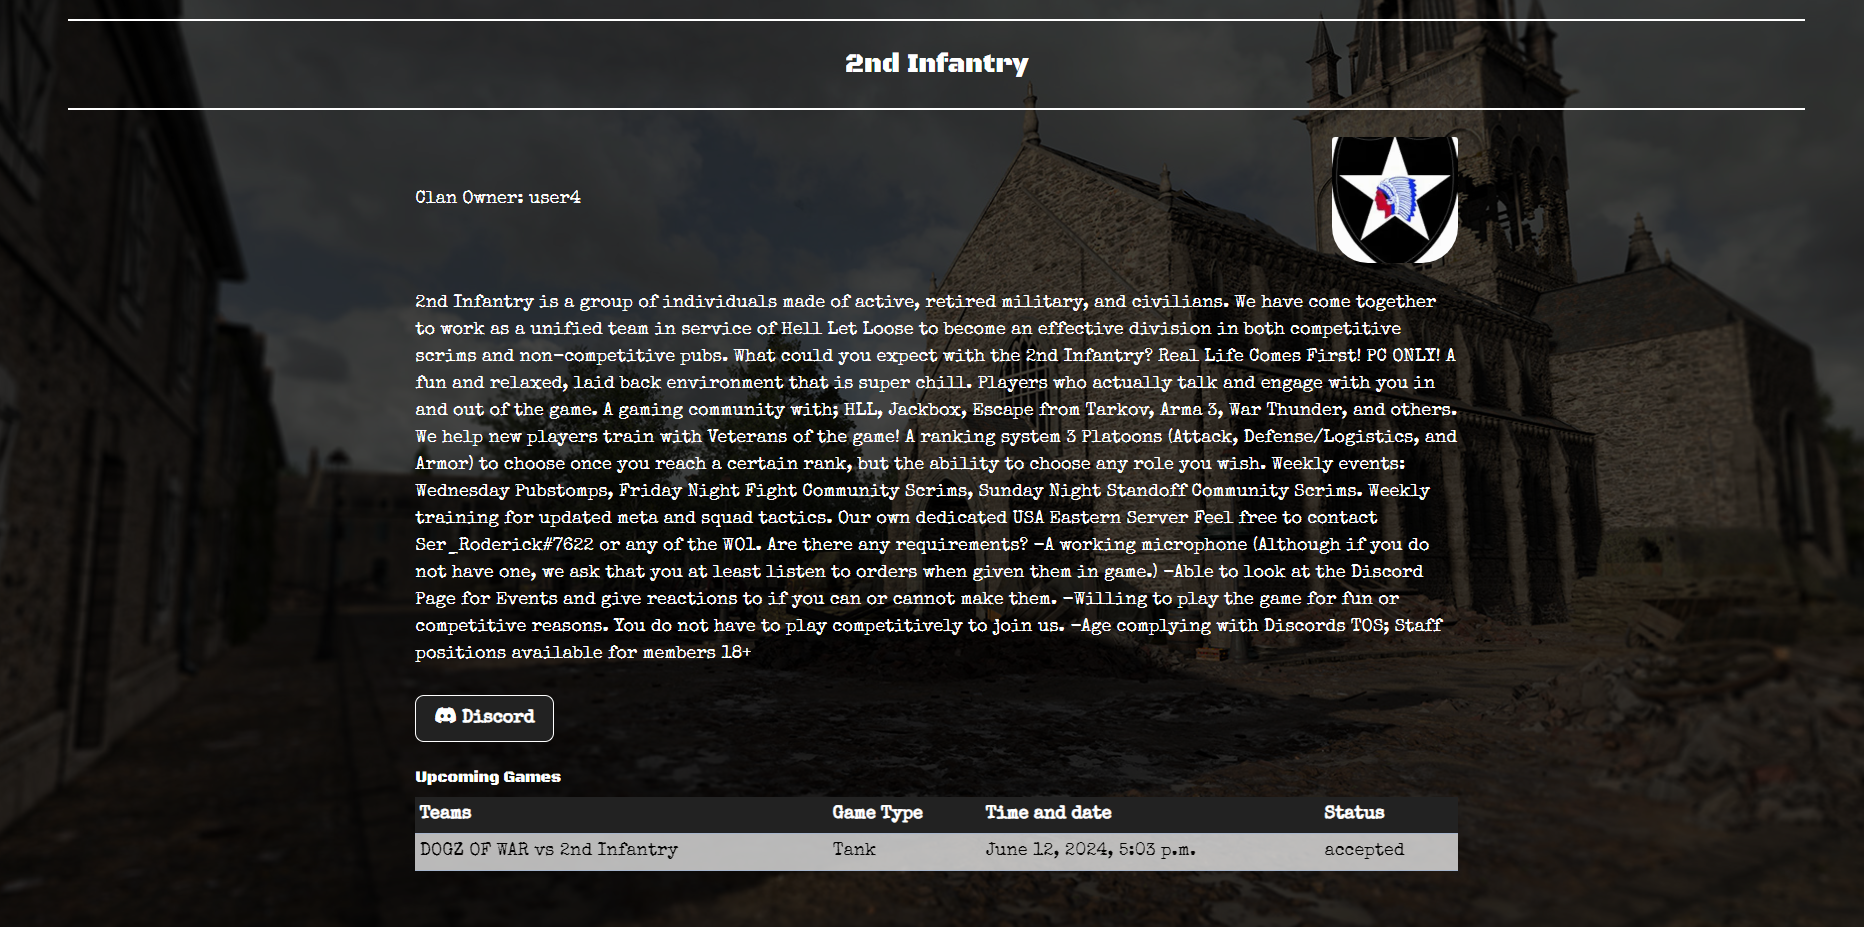 2nd Infantry
Clan Owner: user4
2nd Infantry is a group of individuals made of active, retired military, and civilians. We have come together
to work as a unified team in service of Hell Let Loose to become an effective division in both competitive
scrims and non-competitive pubs. What could you expect with the 2nd Infantry? Real Life Comes First! PC ONLY! A
fun and relaxed, laid back environment that is super chill. Players who actually talk and engage with you in
and out of the game. A gaming community with; HLL, Jackbox, Escape from Tarkov, Arma 3, War Thunder, and others.
We help new players train with Veterans of the game! A ranking system 3 Platoons (Attack, Defense/Logistics, and
Armor) to choose once you reach a certain rank, but the ability to choose any role you wish. Weekly events:
Wednesday Pubstomps, Friday Night Fight Community Scrims, Sunday Night Standoff Community Scrims. Weekly
training for updated meta and squad tactics. Our own dedicated USA Eastern Server Feel free to contact
Ser_Roderick#7622 or any of the WO1. Are there any requirements? -A working microphone (Although if you do
not have one, we ask that you at least listen to orders when given them in game.) -Able to look at the Discord
Page for Events and give reactions to if you can or cannot make them. -Willing to play the game for fun or
competitive reasons. You do not have to play competitively to join us. -Age complying with Discords TOS; Staff
positions available for members 18+
Discord
Upcoming Games
Teams Game Type Time and date Status
DOGZ OF WAR vs 2nd Infantry Tank June 12, 2024, 5:03 p.m. accepted